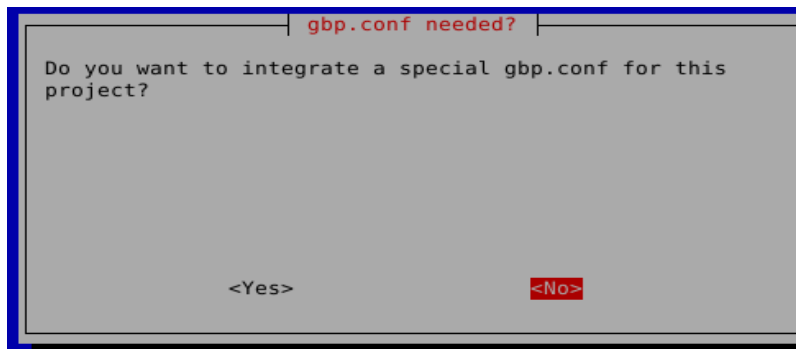 gbp.conf needed?
Do you want to integrate a special gbp.conf for this
project?
<Yes> <No>